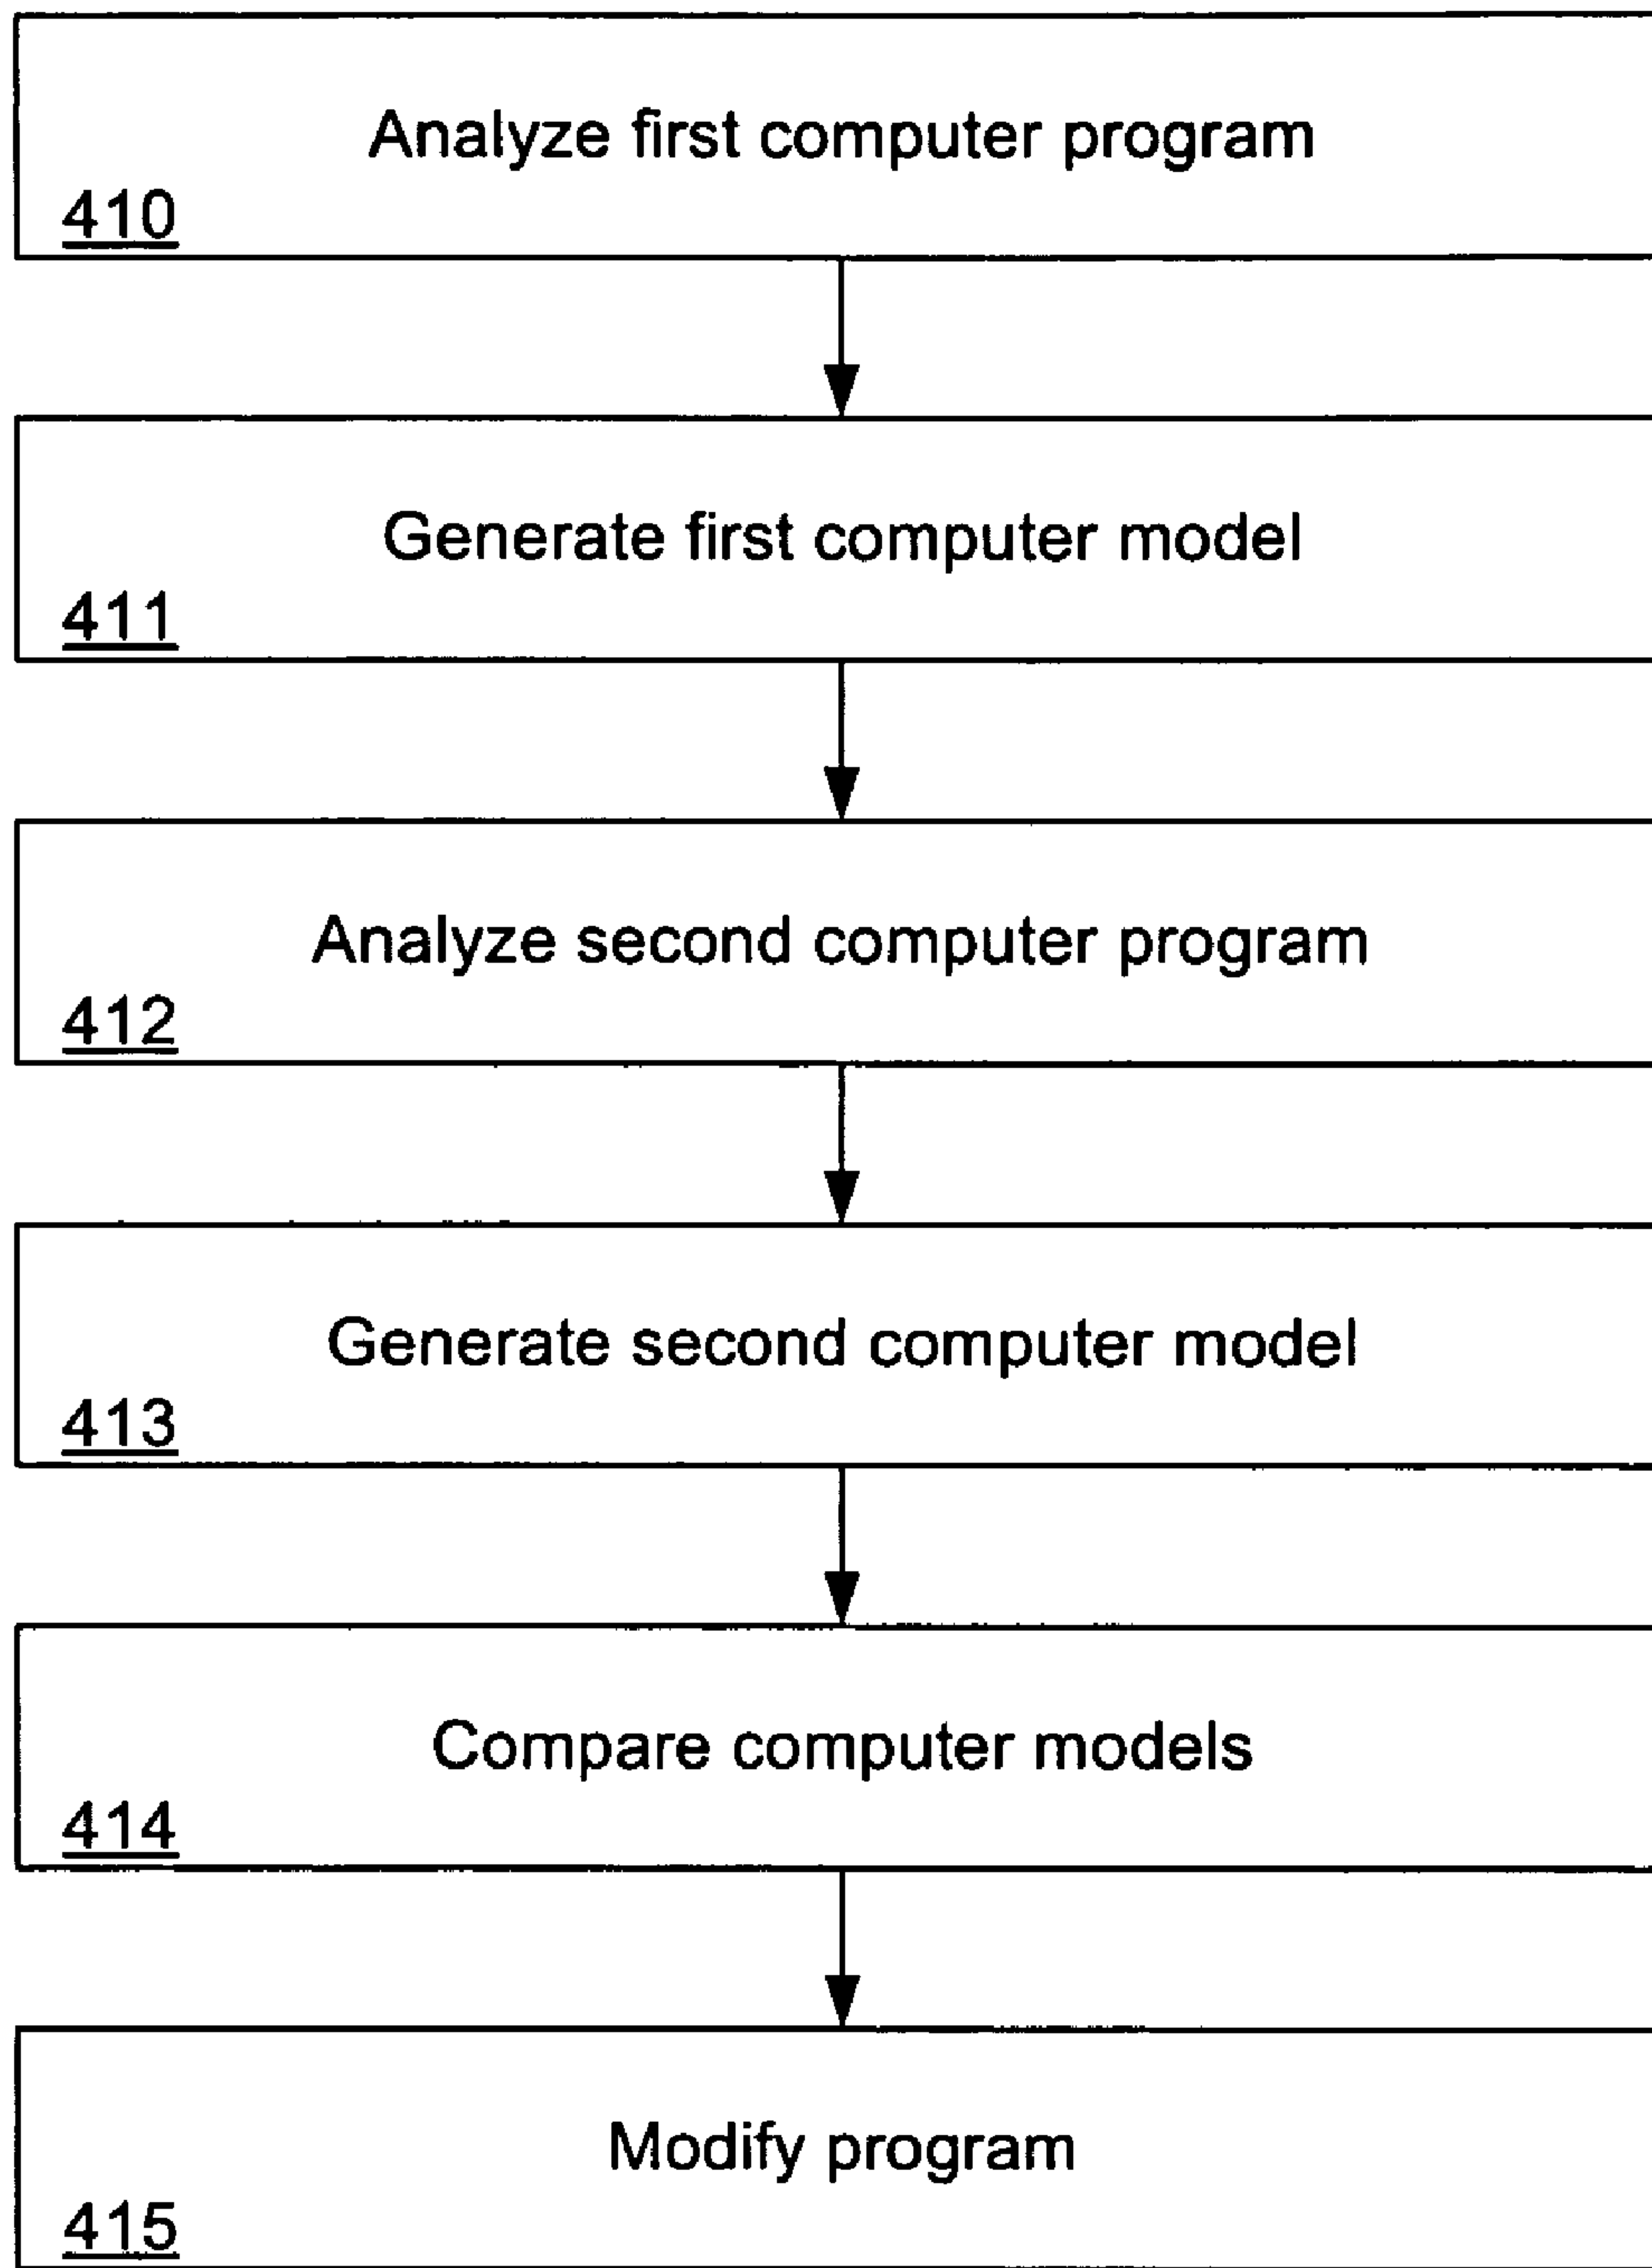 Analyze first computer program
410
Generate first computer model
411
Analyze second computer program
412
Generate second computer model
413
Compare computer models
414
Modify program
415